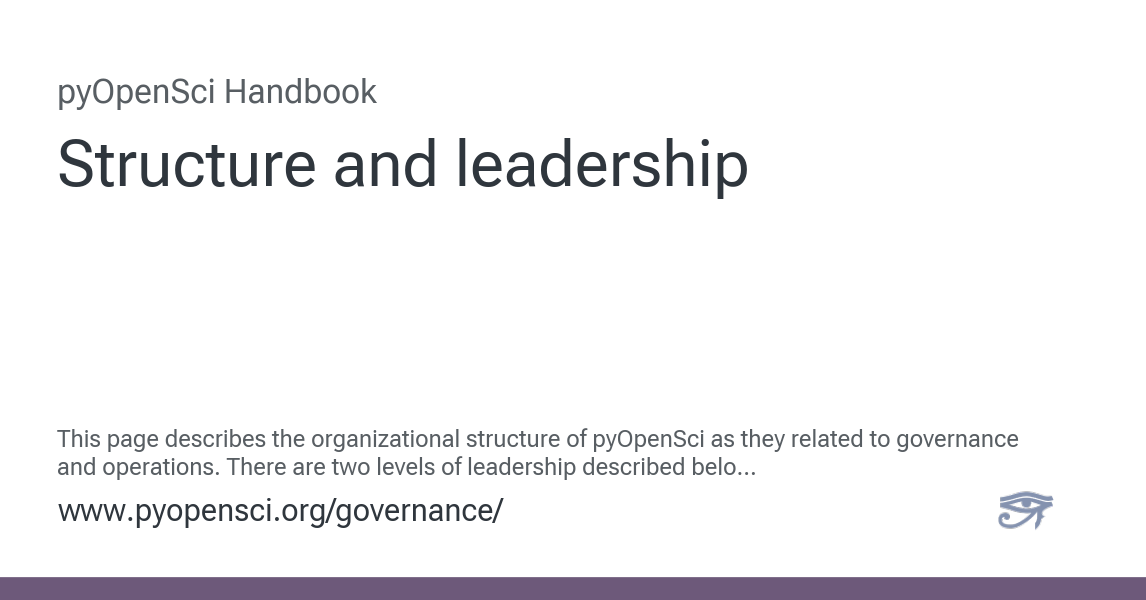 pyOpenSci Handbook
Structure and leadership
This page describes the organizational structure of pyOpenSci as they related to governance
and operations. There are two levels of leadership described belo...
www.pyopensci.org/governance/